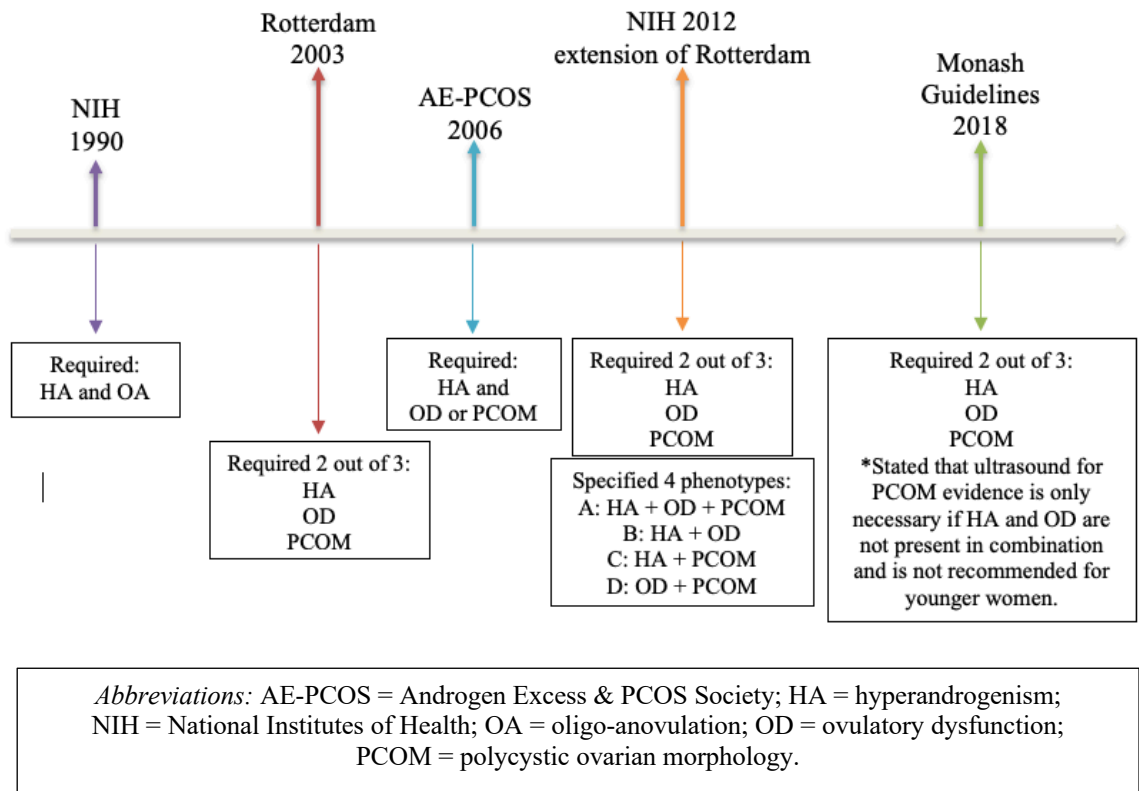 NIH
1990
Rotterdam
2003
AE-PCOS
2006
NIH 2012
extension of Rotterdam
Monash
Guidelines
2018
Required:
HA and OA
Required 2 out of 3:
HA
OD
PCOM
Required:
HA and
OD or PCOM
Required 2 out of 3:
HA
OD
PCOM
Specified 4 phenotypes:
A: HA + OD + PCOM
B: HA + OD
C: HA + PCOM
D: OD + PCOM
Required 2 out of 3:
HA
OD
PCOM
*Stated that ultrasound for
PCOM evidence is only
necessary if HA and OD are
not present in combination
and is not recommended for
younger women.
Abbreviations: AE-PCOS = Androgen Excess & PCOS Society; HA = hyperandrogenism;
NIH = National Institutes of Health; OA = oligo-anovulation; OD = ovulatory dysfunction;
PCOM = polycystic ovarian morphology.